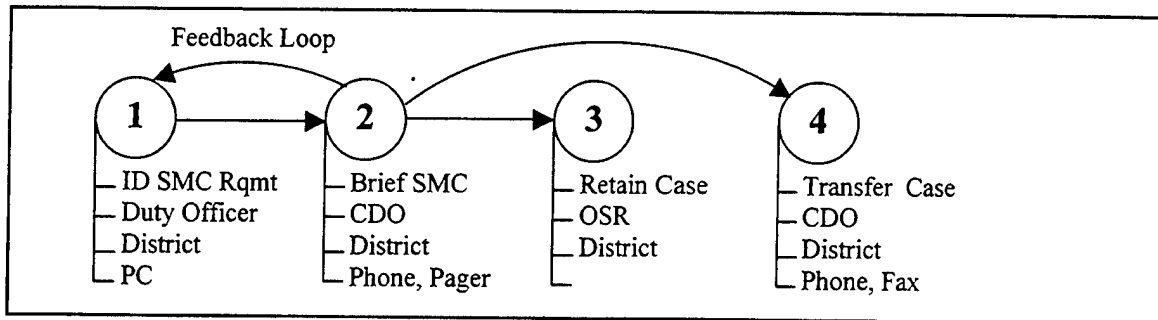 Feedback Loop
1
2
3
4
ID SMC Rqmt
Duty Officer
District
PC
Brief SMC
CDO
District
Phone, Pager
Retain Case
OSR
District
Transfer Case
CDO
District
Phone, Fax